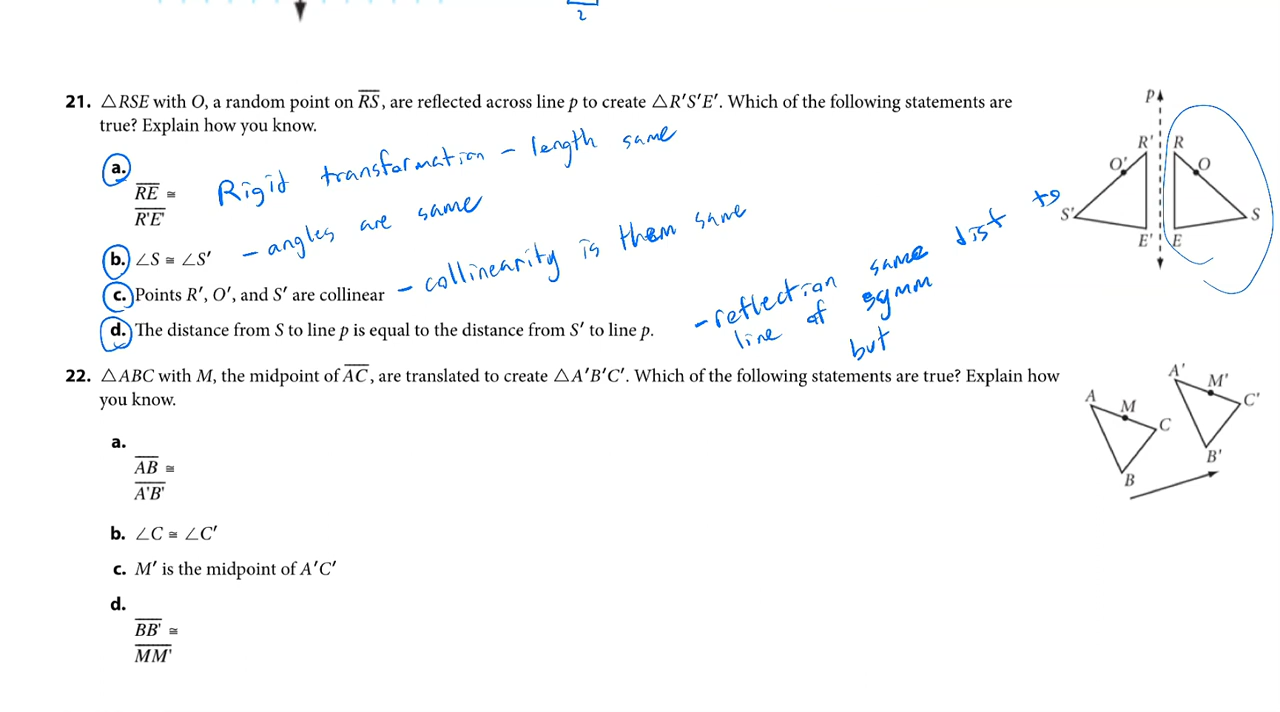 2
21. △RSE with O, a random point on RS, are reflected across line p to create △R′S′E′. Which of the following statements are
true? Explain how you know.
a.
RE ≅
R'E'
Rigid transformation - length same
b. ∠S ≅ ∠S′
- angles are same
c. Points R′, O′, and S′ are collinear
- collinearity is them same
d. The distance from S to line p is equal to the distance from S′ to line p.
- reflection same dist to
line of symm
but
P
R' R
O' O
S' S
E' E
22. △ABC with M, the midpoint of AC, are translated to create △A′B′C′. Which of the following statements are true? Explain how
you know.
a.
AB ≅
A'B'
b. ∠C ≅ ∠C′
c. M′ is the midpoint of A′C′
d.
BB' ≅
MM'
A'
M'
A
M
C'
C
B'
B